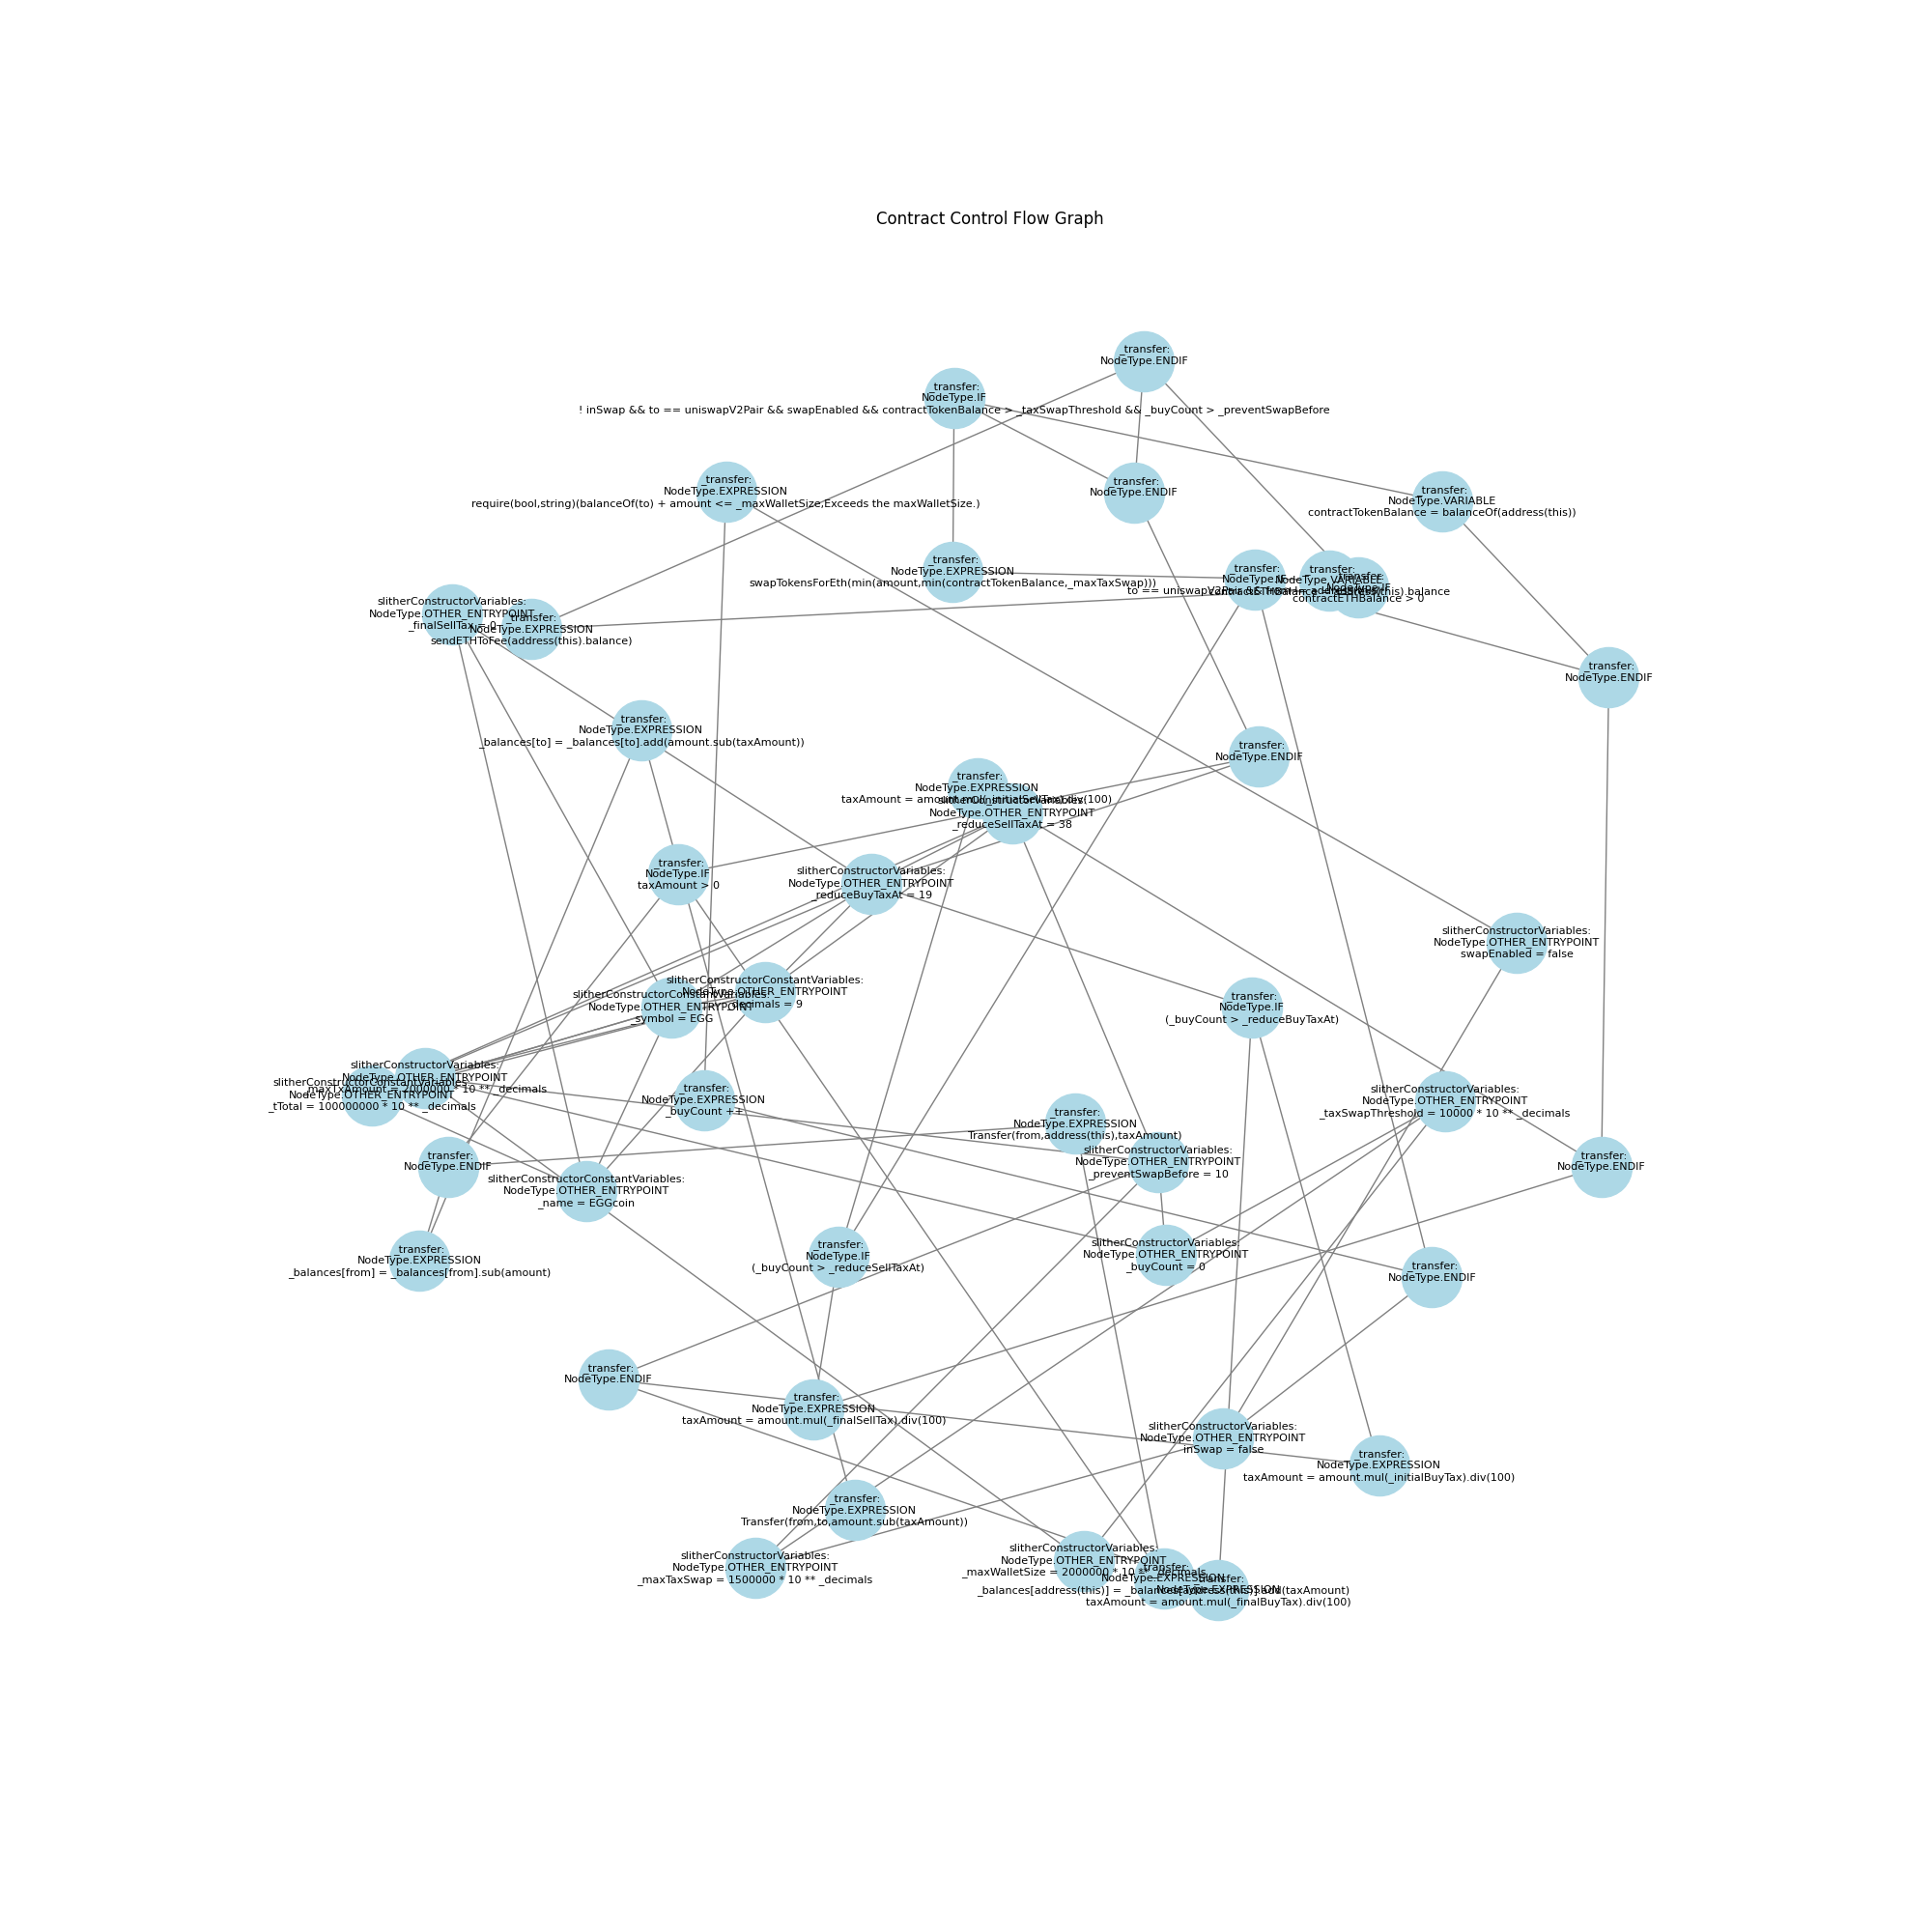 Contract Control Flow Graph
_transfer:
NodeType.ENDIF
_transfer:
NodeType.IF
! inSwap && to == uniswapV2Pair && swapEnabled && contractTokenBalance > _taxSwapThreshold && _buyCount > _preventSwapBefore
_transfer:
NodeType.EXPRESSION
require(bool,string)(balanceOf(to) + amount <= _maxWalletSize,Exceeds the maxWalletSize.)
_transfer:
NodeType.ENDIF
_transfer:
NodeType.VARIABLE
contractTokenBalance = balanceOf(address(this))
_transfer:
NodeType.EXPRESSION
swapTokensForEth(min(amount,min(contractTokenBalance,_maxTaxSwap)))
_transfer:
NodeType.IF
to == uniswapV2Pair &&
_transfer:
NodeType.VARIABLE
address(this).balance
contractETHBalance > 0
slitherConstructorVariables:
NodeType.OTHER_ENTRYPOINT
_finalSellTax = 0
_transfer:
NodeType.EXPRESSION
sendETHToFee(address(this).balance)
_transfer:
NodeType.ENDIF
_transfer:
NodeType.EXPRESSION
_balances[to] = _balances[to].add(amount.sub(taxAmount))
_transfer:
NodeType.ENDIF
_transfer:
NodeType.EXPRESSION
taxAmount = amount.mul(_initialSellTax).div(100)
slitherConstructorVariables:
NodeType.OTHER_ENTRYPOINT
_reduceSellTaxAt = 38
_transfer:
NodeType.IF
taxAmount > 0
slitherConstructorVariables:
NodeType.OTHER_ENTRYPOINT
_reduceBuyTaxAt = 19
slitherConstructorVariables:
NodeType.OTHER_ENTRYPOINT
swapEnabled = false
slitherConstructorConstantVariables:
NodeType.OTHER_ENTRYPOINT
_decimals = 9
slitherConstructorConstantVariables:
NodeType.OTHER_ENTRYPOINT
_symbol = EGG
_transfer:
NodeType.IF
(_buyCount > _reduceBuyTaxAt)
slitherConstructorVariables:
NodeType.OTHER_ENTRYPOINT
_maxTxAmount = 2000000 * 10 ** _decimals
slitherConstructorConstantVariables:
NodeType.OTHER_ENTRYPOINT
_tTotal = 100000000 * 10 ** _decimals
_transfer:
NodeType.EXPRESSION
_buyCount ++
slitherConstructorVariables:
NodeType.OTHER_ENTRYPOINT
_taxSwapThreshold = 10000 * 10 ** _decimals
_transfer:
NodeType.EXPRESSION
Transfer(from,address(this),taxAmount)
slitherConstructorVariables:
NodeType.OTHER_ENTRYPOINT
_preventSwapBefore = 10
_transfer:
NodeType.ENDIF
_transfer:
NodeType.ENDIF
slitherConstructorConstantVariables:
NodeType.OTHER_ENTRYPOINT
_name = EGGcoin
_transfer:
NodeType.EXPRESSION
_balances[from] = _balances[from].sub(amount)
_transfer:
NodeType.IF
(_buyCount > _reduceSellTaxAt)
slitherConstructorVariables:
NodeType.OTHER_ENTRYPOINT
_buyCount = 0
_transfer:
NodeType.ENDIF
_transfer:
NodeType.ENDIF
_transfer:
NodeType.EXPRESSION
taxAmount = amount.mul(_finalSellTax).div(100)
slitherConstructorVariables:
NodeType.OTHER_ENTRYPOINT
inSwap = false
_transfer:
NodeType.EXPRESSION
taxAmount = amount.mul(_initialBuyTax).div(100)
_transfer:
NodeType.EXPRESSION
Transfer(from,to,amount.sub(taxAmount))
slitherConstructorVariables:
NodeType.OTHER_ENTRYPOINT
_maxTaxSwap = 1500000 * 10 ** _decimals
slitherConstructorVariables:
NodeType.OTHER_ENTRYPOINT
_maxWalletSize = 2000000 * 10 ** _decimals
_transfer:
NodeType.EXPRESSION
_balances[address(this)] = _balances[address(this)].add(taxAmount)
_transfer:
NodeType.EXPRESSION
taxAmount = amount.mul(_finalBuyTax).div(100)